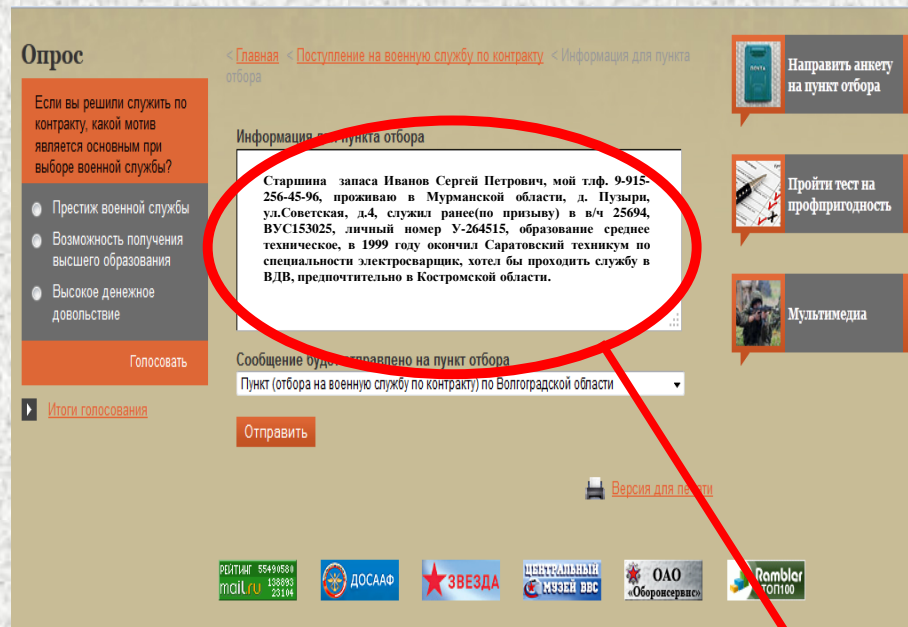 Опрос
Если вы решили служить по
контракту, какой мотив
является основным при
выборе военной службы?
Престиж военной службы
Возможность получения
высшего образования
Высокое денежное
довольствие
Голосовать
Итоги голосования
< Главная < Поступление на военную службу по контракту < Информация для пункта
отбора
Информация для пункта отбора
Старшина запаса Иванов Сергей Петрович, мой тлф. 9-915-
256-45-96, проживаю в Мурманской области, д. Пузыри,
ул.Советская, д.4, служил ранее(по призыву) в в/ч 25694,
ВУС153025, личный номер У-264515, образование среднее
техническое, в 1999 году окончил Саратовский техникум по
специальности электросварщик, хотел бы проходить службу в
ВДВ, предпочтительно в Костромской области.
Сообщение будет отправлено на пункт отбора
Пункт (отбора на военную службу по контракту) по Волгоградской области
Отправить
Версия для печати
Направить анкету
на пункт отбора
Пройти тест на
профпригодность
Мультимедиа
РЕЙТИНГ 55490580
mail.ru 138893
23104
ДОСААФ
ЗВЕЗДА
ЦЕНТРАЛЬНЫЙ
МУЗЕЙ ВВС
ОАО
«Оборонсервис»
Rambler
ТОП100